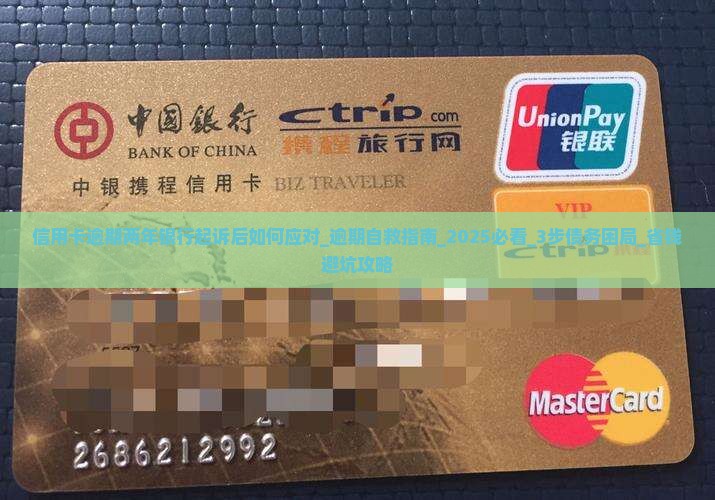 中國銀行
BANK OF CHINA
ctrip.com
携程旅行网
UnionPay
银联
中银携程信用卡 BIZ TRAVELER
VIP
信用卡逾期两年银行起诉后如何应对_逾期自救指南_2025必看_3步债务困局_省钱
避坑攻略
ctrip
MasterCard
2686212992